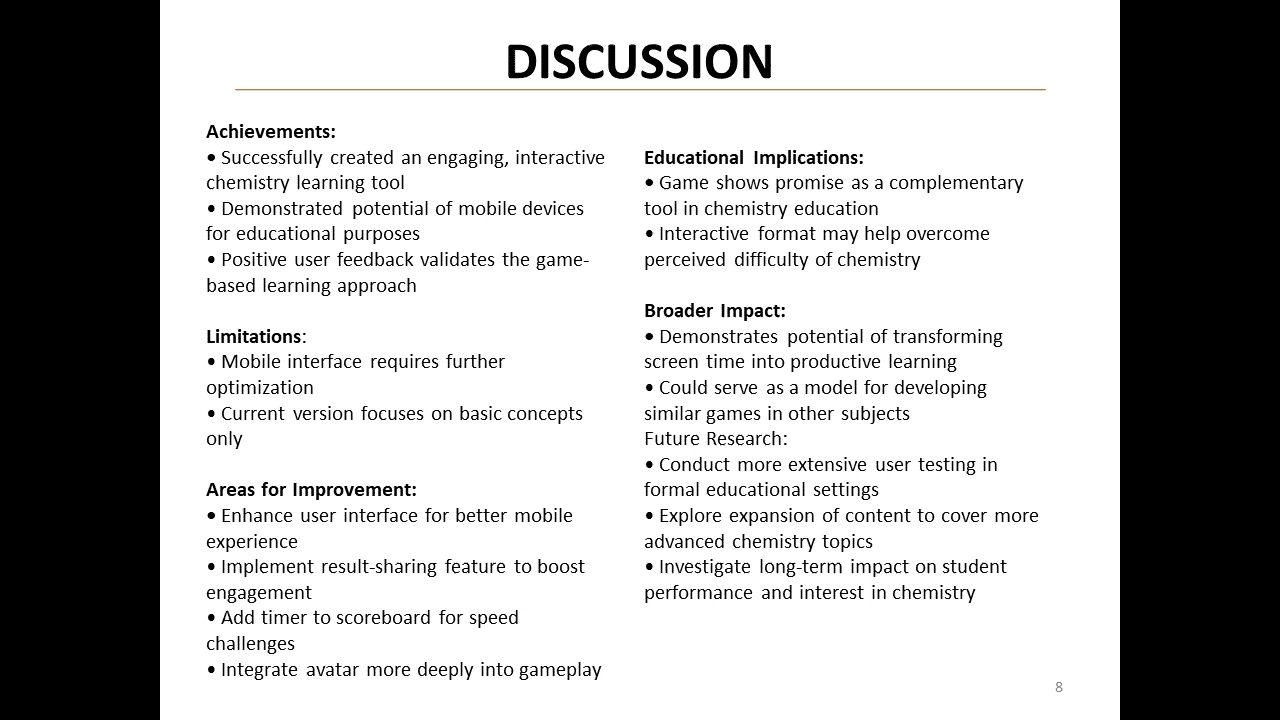 DISCUSSION
Achievements:
• Successfully created an engaging, interactive
chemistry learning tool
• Demonstrated potential of mobile devices
for educational purposes
• Positive user feedback validates the game-
based learning approach
Limitations:
• Mobile interface requires further
optimization
• Current version focuses on basic concepts
only
Areas for Improvement:
• Enhance user interface for better mobile
experience
• Implement result-sharing feature to boost
engagement
• Add timer to scoreboard for speed
challenges
• Integrate avatar more deeply into gameplay
Educational Implications:
• Game shows promise as a complementary
tool in chemistry education
• Interactive format may help overcome
perceived difficulty of chemistry
Broader Impact:
• Demonstrates potential of transforming
screen time into productive learning
• Could serve as a model for developing
similar games in other subjects
Future Research:
• Conduct more extensive user testing in
formal educational settings
• Explore expansion of content to cover more
advanced chemistry topics
• Investigate long-term impact on student
performance and interest in chemistry
8